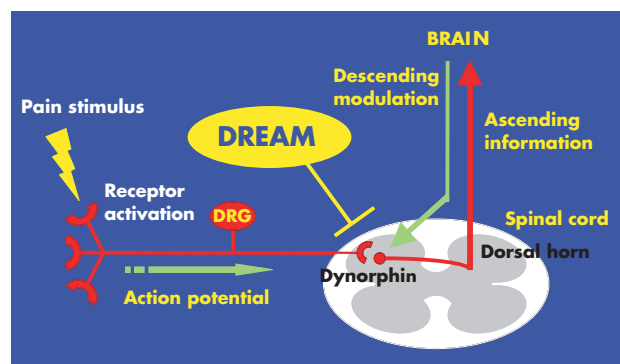 BRAIN
Descending
modulation
Pain stimulus
Ascending
information
DREAM
Receptor
activation
DRG
Spinal cord
Dorsal horn
Dynorphin
Action potential